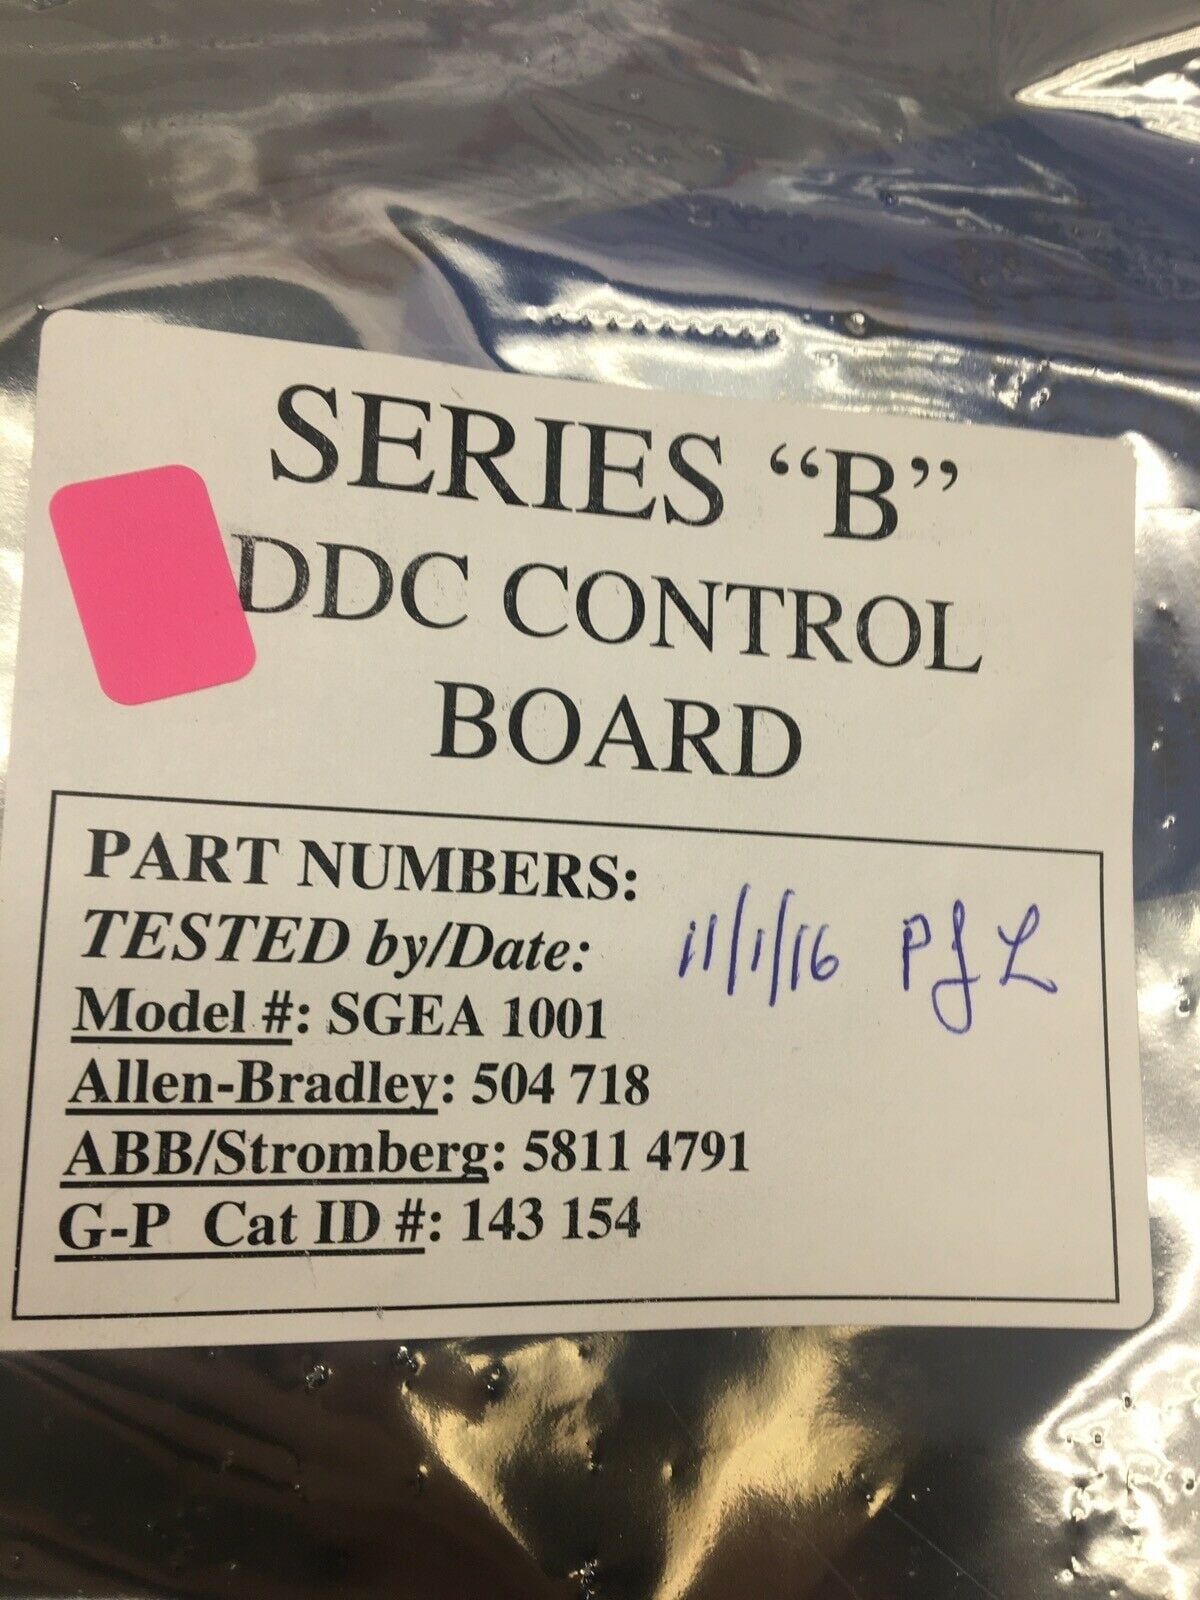 SERIES “B”
DDC CONTROL
BOARD
PART NUMBERS:
TESTED by/Date: 11/1/16 PJL
Model #: SGEA 1001
Allen-Bradley: 504 718
ABB/Stromberg: 5811 4791
G-P Cat ID #: 143 154